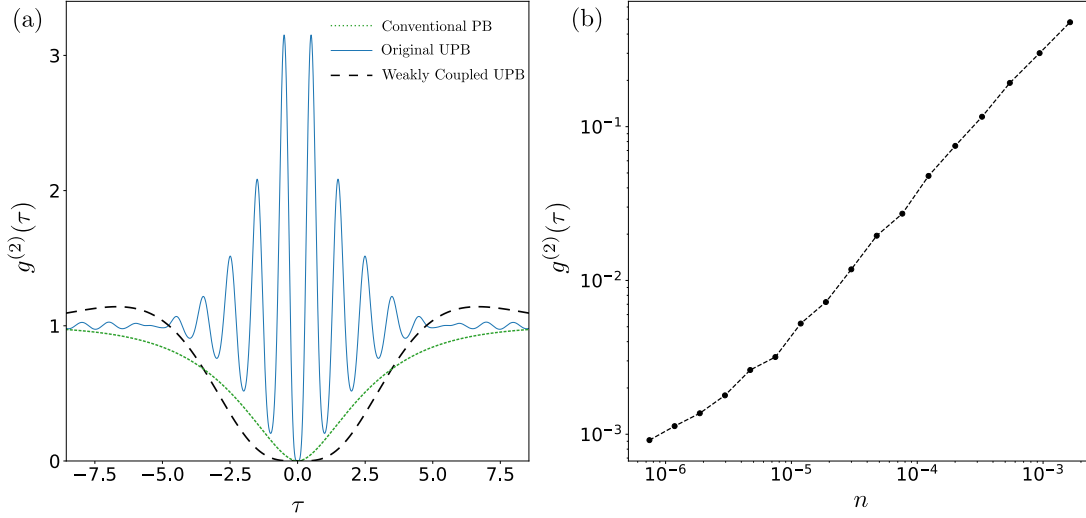 (a)
Conventional PB
Original UPB
Weakly Coupled UPB
g^{(2)}(τ)
3
2
1
0
−7.5
−5.0
−2.5
0.0
2.5
5.0
7.5
τ
(b)
g^{(2)}(τ)
10^{−1}
10^{−2}
10^{−3}
10^{−6}
10^{−5}
10^{−4}
10^{−3}
n